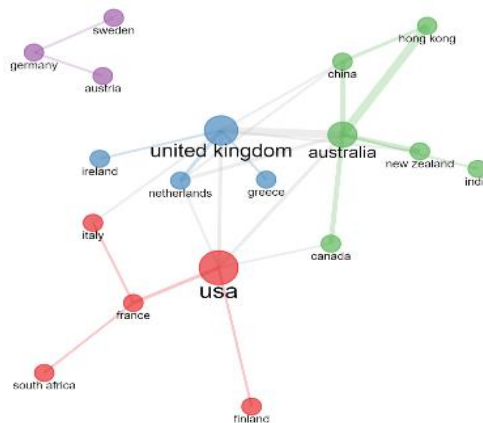 sweden
hong kong
germany
china
austria
united kingdom
australia
new zealand
ireland
indi
netherlands
greece
italy
canada
usa
france
south africa
finland